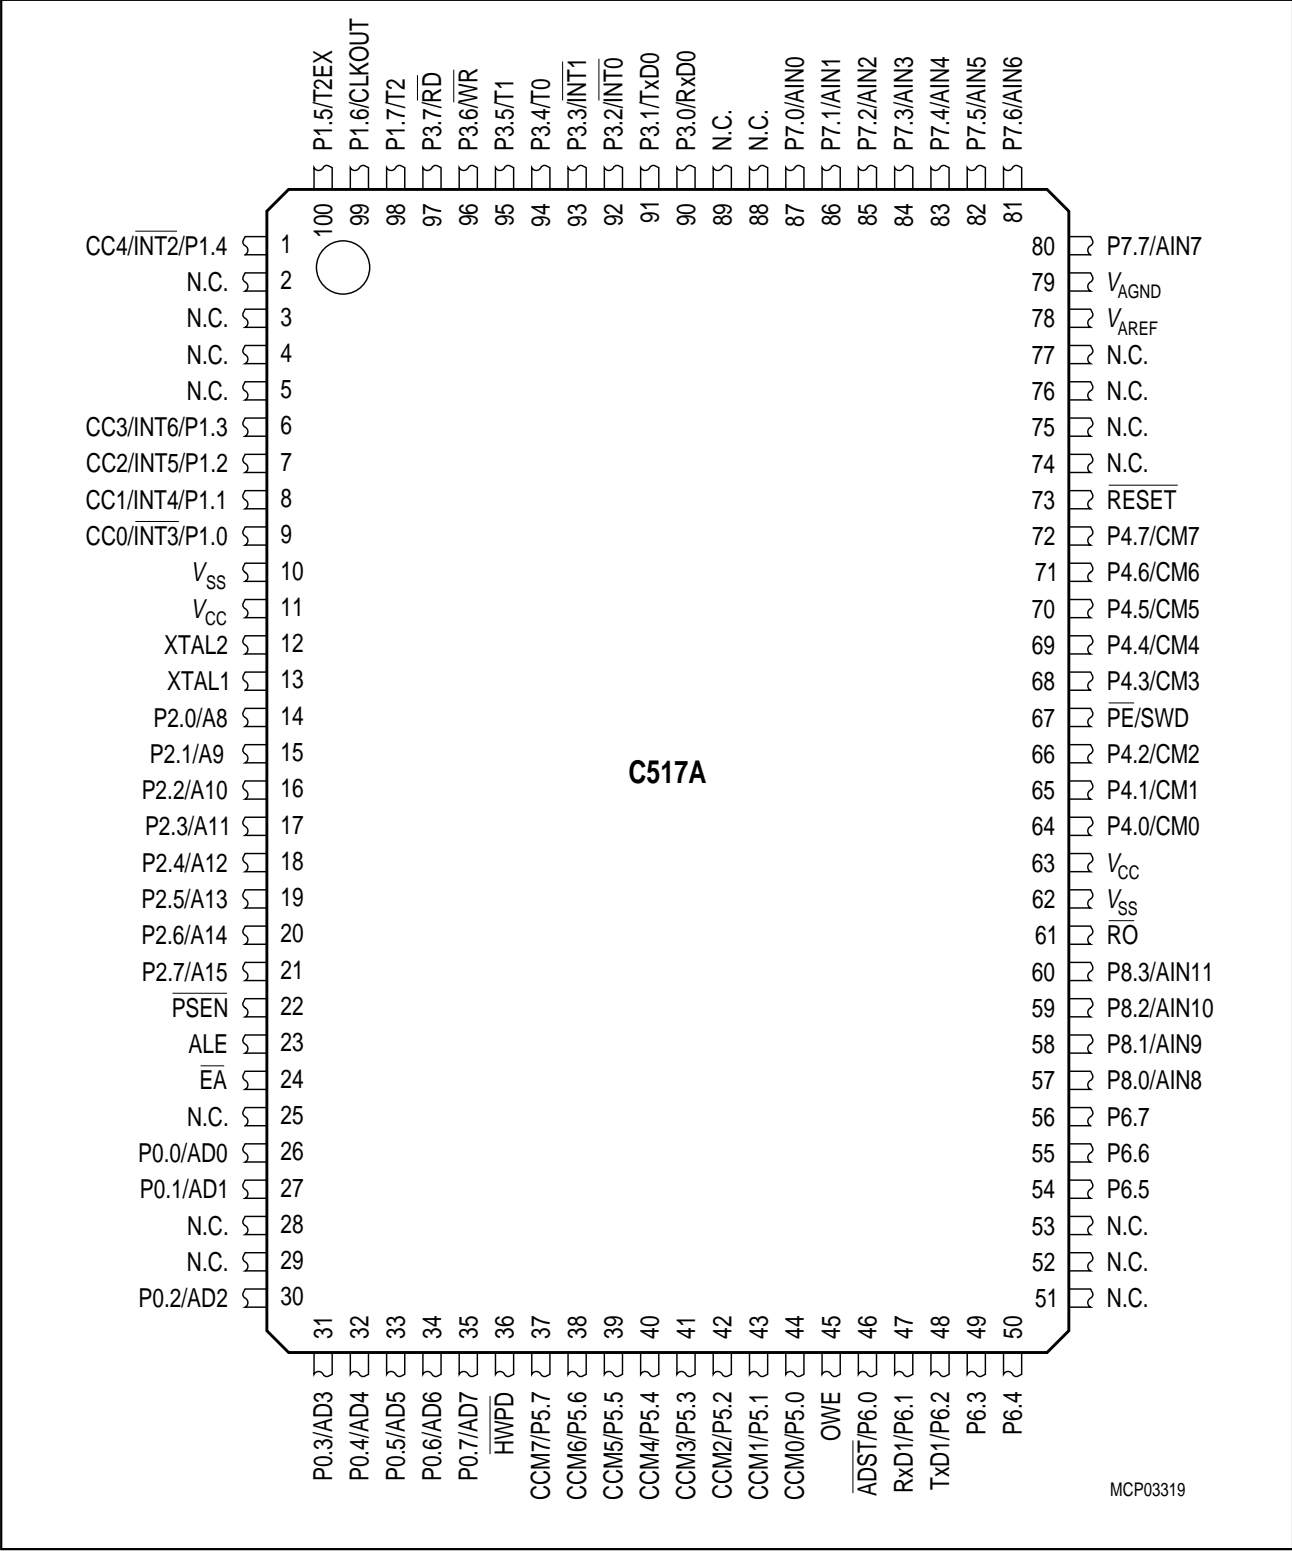 P1.5/T2EX
P1.6/CLKOUT
P1.7/T2
P3.7/R̅D̅
P3.6/W̅R̅
P3.5/T1
P3.4/T0
P3.3/I̅N̅T̅1̅
P3.2/I̅N̅T̅0̅
P3.1/TxD0
P3.0/RxD0
N.C.
N.C.
P7.0/AIN0
P7.1/AIN1
P7.2/AIN2
P7.3/AIN3
P7.4/AIN4
P7.5/AIN5
P7.6/AIN6
100
99
98
97
96
95
94
93
92
91
90
89
88
87
86
85
84
83
82
81
CC4/I̅N̅T̅2̅/P1.4 1
N.C. 2
N.C. 3
N.C. 4
N.C. 5
CC3/INT6/P1.3 6
CC2/INT5/P1.2 7
CC1/INT4/P1.1 8
CC0/I̅N̅T̅3̅/P1.0 9
VSS 10
VCC 11
XTAL2 12
XTAL1 13
P2.0/A8 14
P2.1/A9 15
P2.2/A10 16
P2.3/A11 17
P2.4/A12 18
P2.5/A13 19
P2.6/A14 20
P2.7/A15 21
P̅S̅E̅N̅ 22
ALE 23
E̅A̅ 24
N.C. 25
P0.0/AD0 26
P0.1/AD1 27
N.C. 28
N.C. 29
P0.2/AD2 30
C517A
80 P7.7/AIN7
79 VAGND
78 VAREF
77 N.C.
76 N.C.
75 N.C.
74 N.C.
73 R̅E̅S̅E̅T̅
72 P4.7/CM7
71 P4.6/CM6
70 P4.5/CM5
69 P4.4/CM4
68 P4.3/CM3
67 P̅E̅/SWD
66 P4.2/CM2
65 P4.1/CM1
64 P4.0/CM0
63 VCC
62 VSS
61 R̅O̅
60 P8.3/AIN11
59 P8.2/AIN10
58 P8.1/AIN9
57 P8.0/AIN8
56 P6.7
55 P6.6
54 P6.5
53 N.C.
52 N.C.
51 N.C.
31
32
33
34
35
36
37
38
39
40
41
42
43
44
45
46
47
48
49
50
P0.3/AD3
P0.4/AD4
P0.5/AD5
P0.6/AD6
P0.7/AD7
H̅W̅P̅D̅
CCM7/P5.7
CCM6/P5.6
CCM5/P5.5
CCM4/P5.4
CCM3/P5.3
CCM2/P5.2
CCM1/P5.1
CCM0/P5.0
OWE
A̅D̅S̅T̅/P6.0
RxD1/P6.1
TxD1/P6.2
P6.3
P6.4
MCP03319